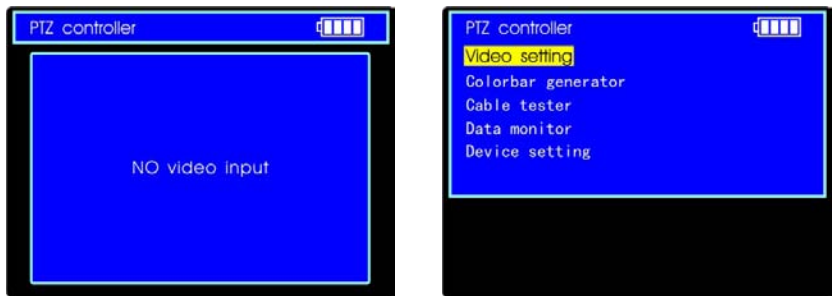 PTZ controller
NO video input
PTZ controller
Video setting
Colorbar generator
Cable tester
Data monitor
Device setting